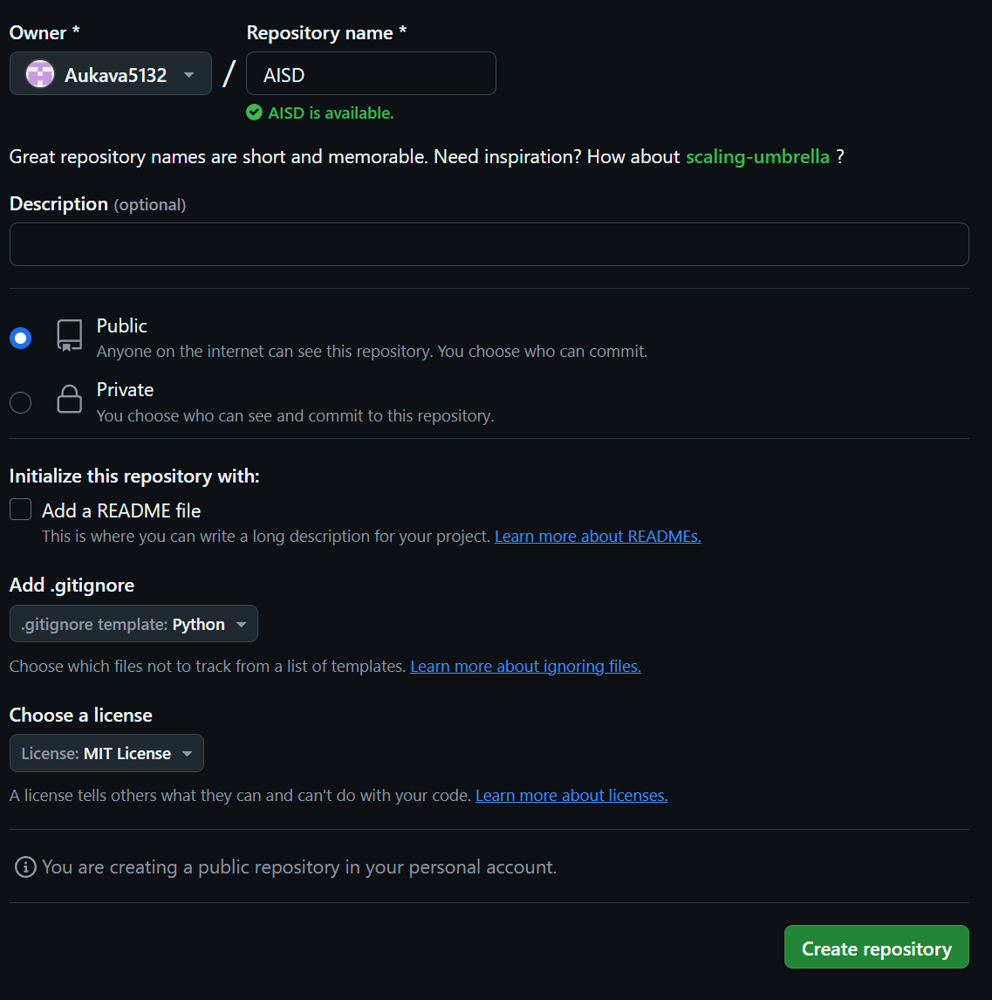 Owner *
Repository name *
Aukava5132
/
AISD
AISD is available.
Great repository names are short and memorable. Need inspiration? How about scaling-umbrella ?
Description (optional)
Public
Anyone on the internet can see this repository. You choose who can commit.
Private
You choose who can see and commit to this repository.
Initialize this repository with:
Add a README file
This is where you can write a long description for your project. Learn more about READMEs.
Add .gitignore
.gitignore template: Python
Choose which files not to track from a list of templates. Learn more about ignoring files.
Choose a license
License: MIT License
A license tells others what they can and can't do with your code. Learn more about licenses.
You are creating a public repository in your personal account.
Create repository